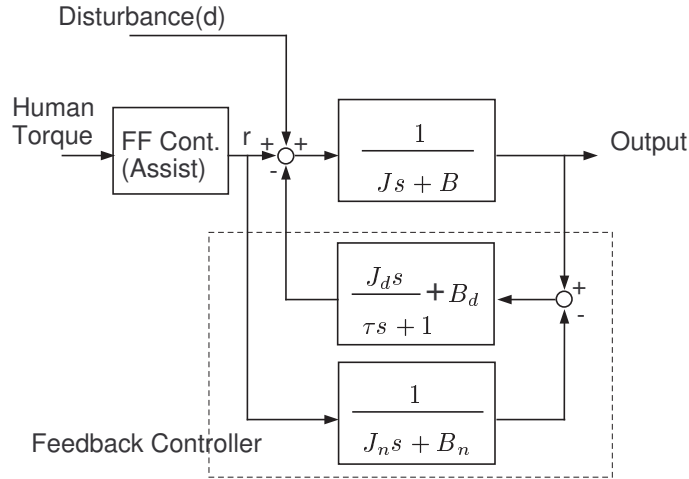 Disturbance(d)
Human
Torque
FF Cont.
(Assist)
r
+
+
-
1
Js + B
Output
J_d s
τs + 1
+ B_d
+
-
1
J_n s + B_n
Feedback Controller